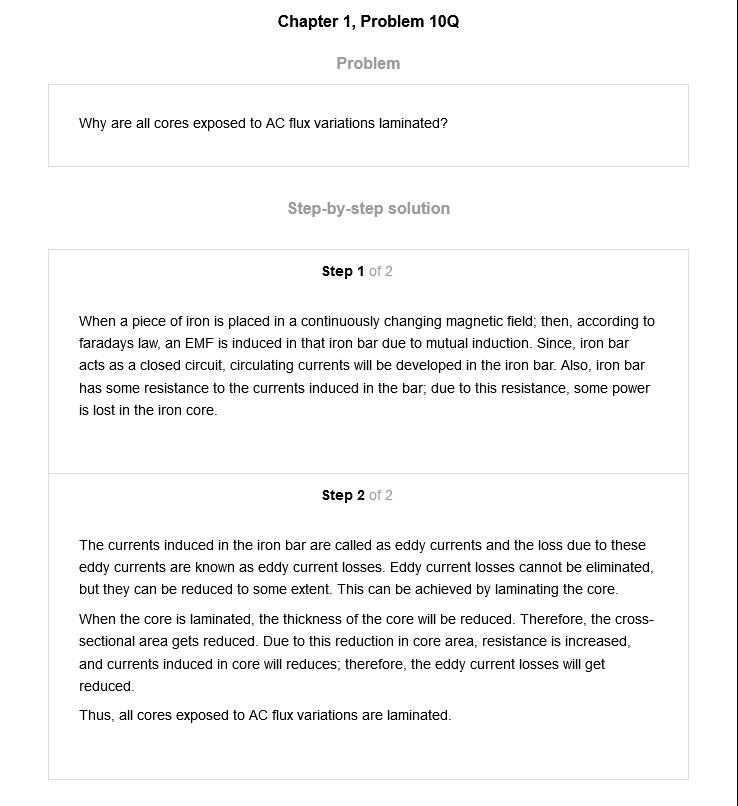 Chapter 1, Problem 10Q
Problem
Why are all cores exposed to AC flux variations laminated?
Step-by-step solution
Step 1 of 2
When a piece of iron is placed in a continuously changing magnetic field; then, according to
faradays law, an EMF is induced in that iron bar due to mutual induction. Since, iron bar
acts as a closed circuit, circulating currents will be developed in the iron bar. Also, iron bar
has some resistance to the currents induced in the bar; due to this resistance, some power
is lost in the iron core.
Step 2 of 2
The currents induced in the iron bar are called as eddy currents and the loss due to these
eddy currents are known as eddy current losses. Eddy current losses cannot be eliminated,
but they can be reduced to some extent. This can be achieved by laminating the core.
When the core is laminated, the thickness of the core will be reduced. Therefore, the cross-
sectional area gets reduced. Due to this reduction in core area, resistance is increased,
and currents induced in core will reduces; therefore, the eddy current losses will get
reduced.
Thus, all cores exposed to AC flux variations are laminated.